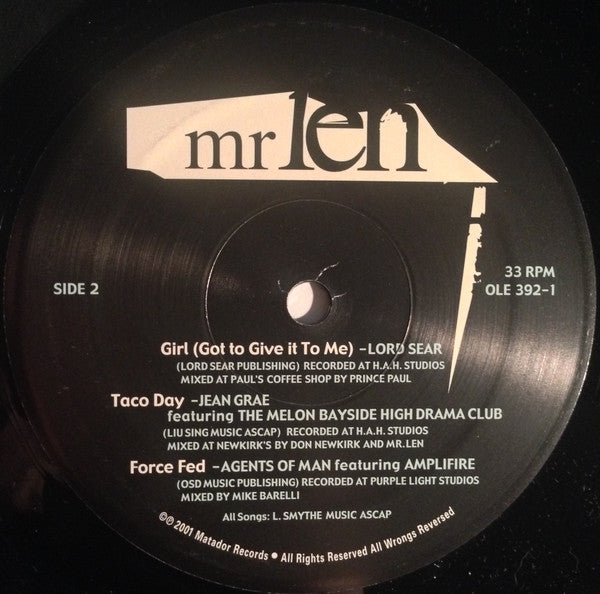 mr len
SIDE 2
33 RPM
OLE 392-1
Girl (Got to Give it To Me) -LORD SEAR
(LORD SEAR PUBLISHING) RECORDED AT H.A.H. STUDIOS
MIXED AT PAUL'S COFFEE SHOP BY PRINCE PAUL
Taco Day -JEAN GRAE
featuring THE MELON BAYSIDE HIGH DRAMA CLUB
(LIU SING MUSIC ASCAP) RECORDED AT H.A.H. STUDIOS
MIXED AT NEWKIRK'S BY DON NEWKIRK AND MR.LEN
Force Fed -AGENTS OF MAN featuring AMPLIFIRE
(OSD MUSIC PUBLISHING) RECORDED AT PURPLE LIGHT STUDIOS
MIXED BY MIKE BARELLI
All Songs: L. SMYTHE MUSIC ASCAP
©℗ 2001 Matador Records • All Rights Reserved All Wrongs Reversed